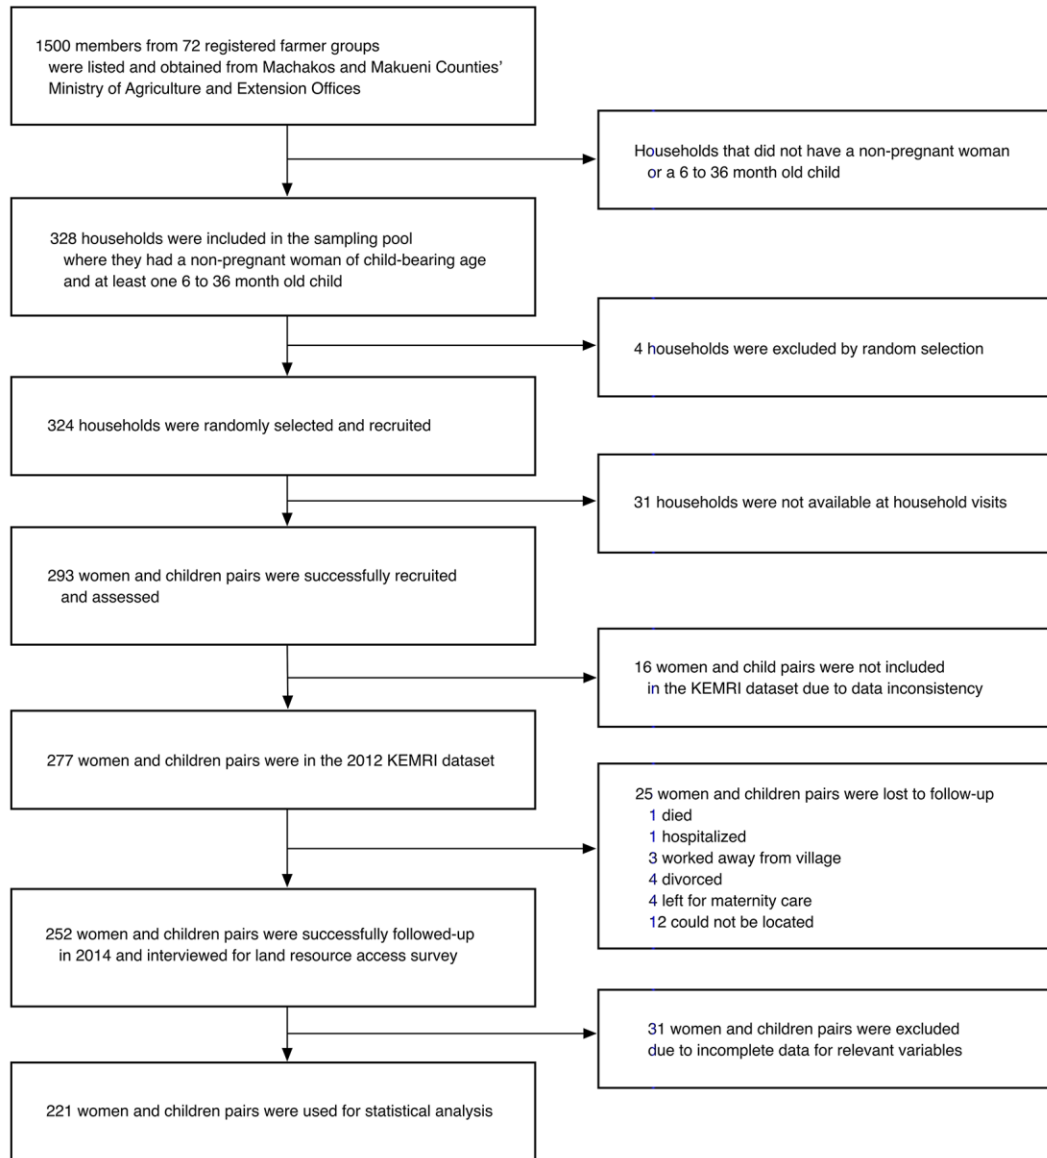 1500 members from 72 registered farmer groups
were listed and obtained from Machakos and Makueni Counties'
Ministry of Agriculture and Extension Offices
Households that did not have a non-pregnant woman
or a 6 to 36 month old child
328 households were included in the sampling pool
where they had a non-pregnant woman of child-bearing age
and at least one 6 to 36 month old child
4 households were excluded by random selection
324 households were randomly selected and recruited
31 households were not available at household visits
293 women and children pairs were successfully recruited
and assessed
16 women and child pairs were not included
in the KEMRI dataset due to data inconsistency
277 women and children pairs were in the 2012 KEMRI dataset
25 women and children pairs were lost to follow-up
1 died
1 hospitalized
3 worked away from village
4 divorced
4 left for maternity care
12 could not be located
252 women and children pairs were successfully followed-up
in 2014 and interviewed for land resource access survey
31 women and children pairs were excluded
due to incomplete data for relevant variables
221 women and children pairs were used for statistical analysis